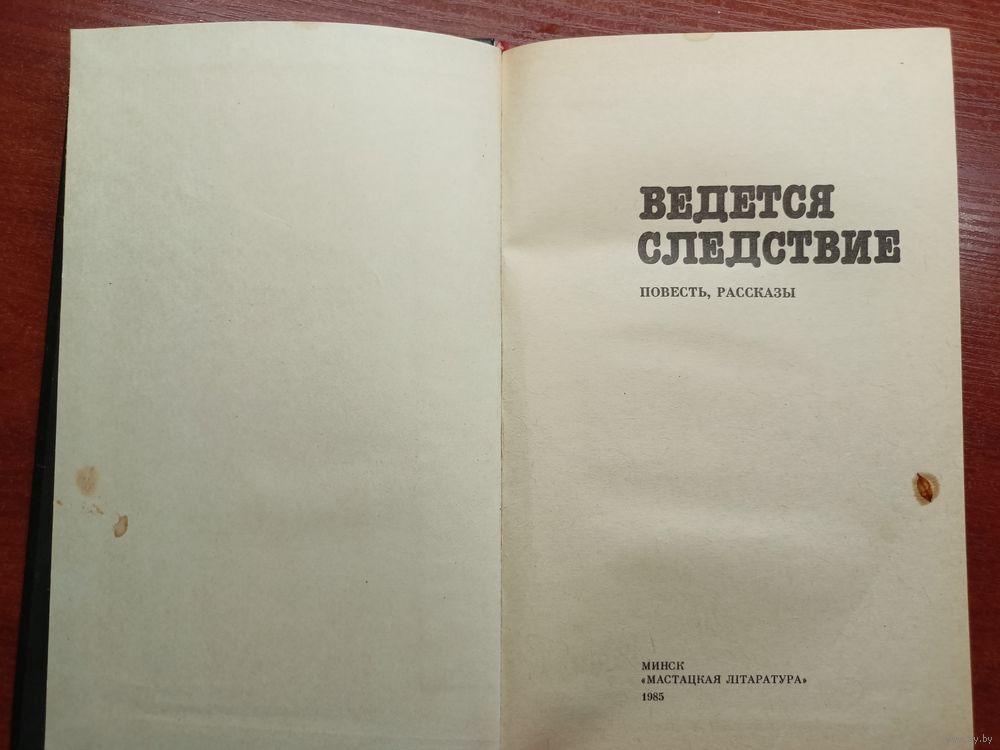 ВЕДЕТСЯ
СЛЕДСТВИЕ
ПОВЕСТЬ, РАССКАЗЫ
МИНСК
«МАСТАЦКАЯ ЛІТАРАТУРА»
1985